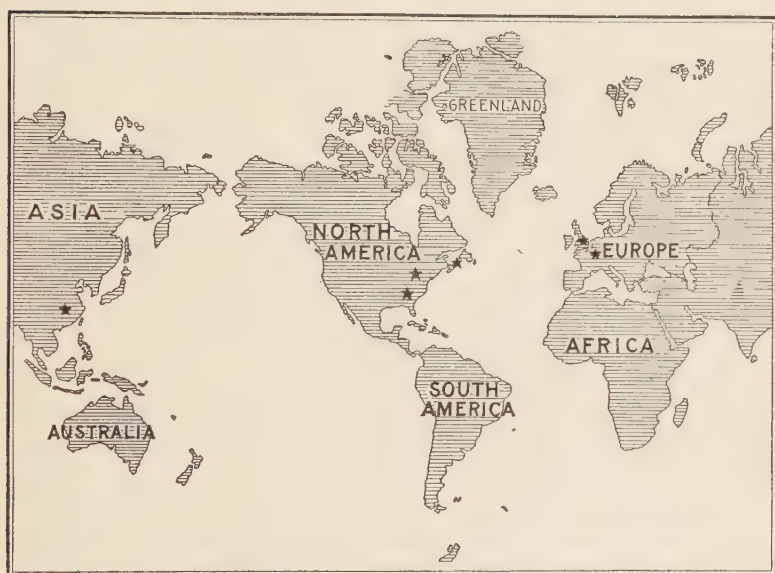 GREENLAND
ASIA
NORTH
AMERICA
EUROPE
AFRICA
SOUTH
AMERICA
AUSTRALIA